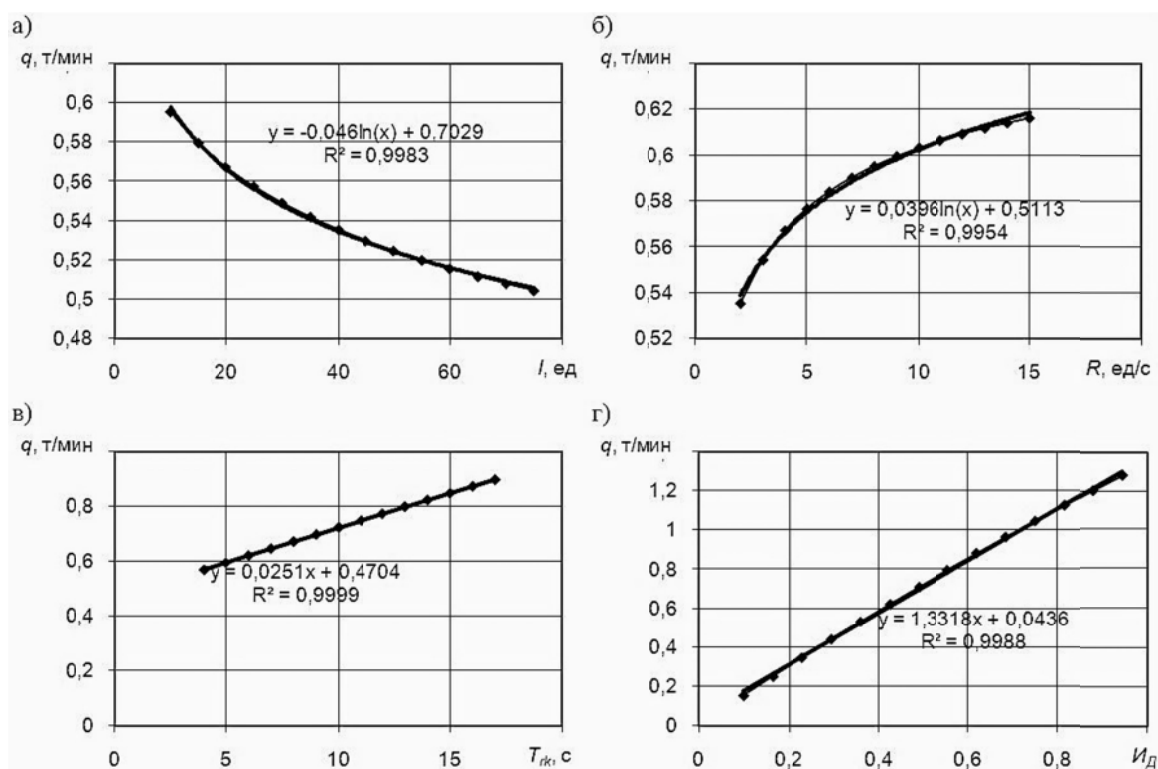 а)
q, т/мин
0,6
0,58
0,56
0,54
0,52
0,5
0,48
y = -0,046ln(x) + 0,7029
R² = 0,9983
0 20 40 60 I, ед
б)
q, т/мин
0,62
0,6
0,58
0,56
0,54
0,52
y = 0,0396ln(x) + 0,5113
R² = 0,9954
0 5 10 15 R, ед/с
в)
q, т/мин
0,8
0,6
0,4
0,2
0
y = 0,0251x + 0,4704
R² = 0,9999
0 5 10 15 Trk, с
г)
q, т/мин
1,2
1
0,8
0,6
0,4
0,2
0
y = 1,3318x + 0,0436
R² = 0,9988
0 0,2 0,4 0,6 0,8 ИД